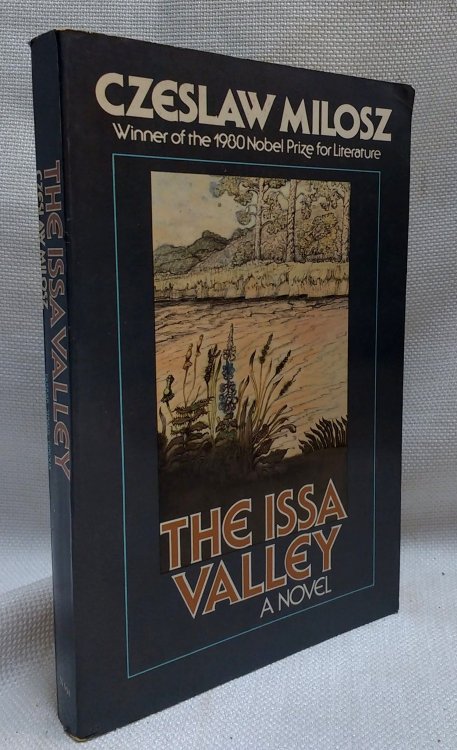 CZESLAW MILOSZ
Winner of the 1980 Nobel Prize for Literature
THE ISSA
VALLEY
A NOVEL
THE ISSA VALLEY
CZESLAW MILOSZ